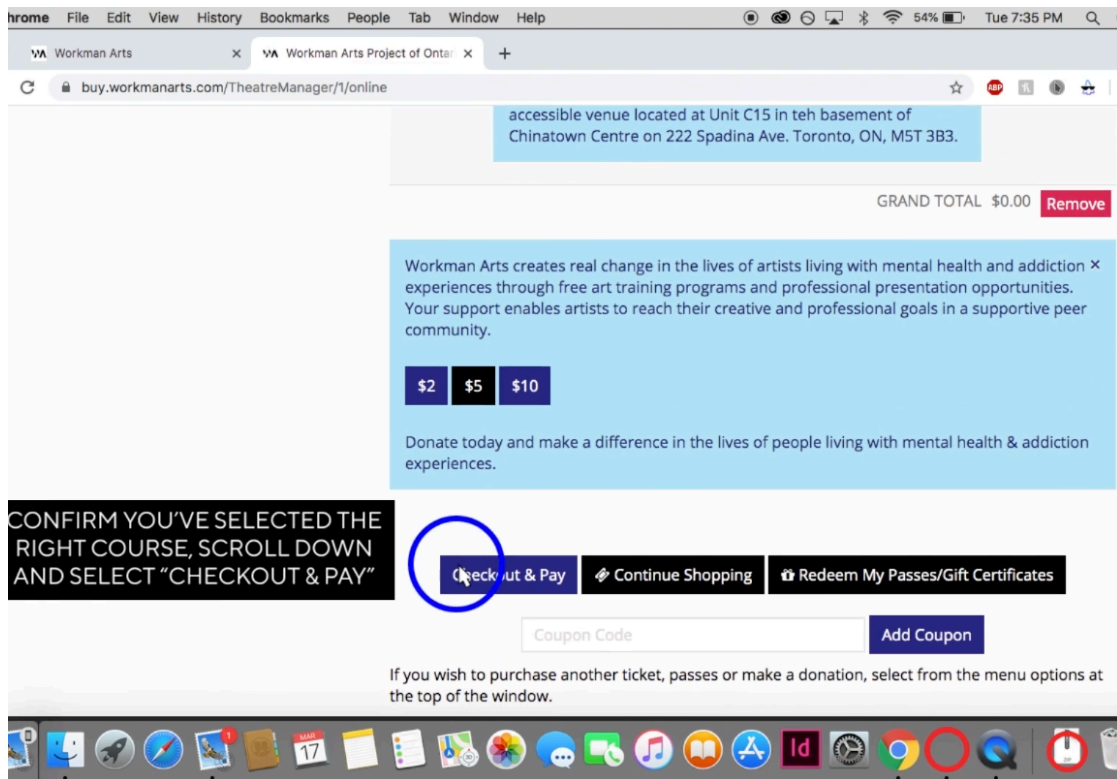 hrome File Edit View History Bookmarks People Tab Window Help 54% Tue 7:35 PM
Workman Arts × Workman Arts Project of Ontar × +
buy.workmanarts.com/TheatreManager/1/online ABP
accessible venue located at Unit C15 in teh basement of
Chinatown Centre on 222 Spadina Ave. Toronto, ON, M5T 3B3.
GRAND TOTAL $0.00 Remove
Workman Arts creates real change in the lives of artists living with mental health and addiction ×
experiences through free art training programs and professional presentation opportunities.
Your support enables artists to reach their creative and professional goals in a supportive peer
community.
$2 $5 $10
Donate today and make a difference in the lives of people living with mental health & addiction
experiences.
CONFIRM YOU'VE SELECTED THE
RIGHT COURSE, SCROLL DOWN
AND SELECT "CHECKOUT & PAY"
Checkout & Pay Continue Shopping Redeem My Passes/Gift Certificates
Coupon Code Add Coupon
If you wish to purchase another ticket, passes or make a donation, select from the menu options at
the top of the window.
1 MAR 17 Id